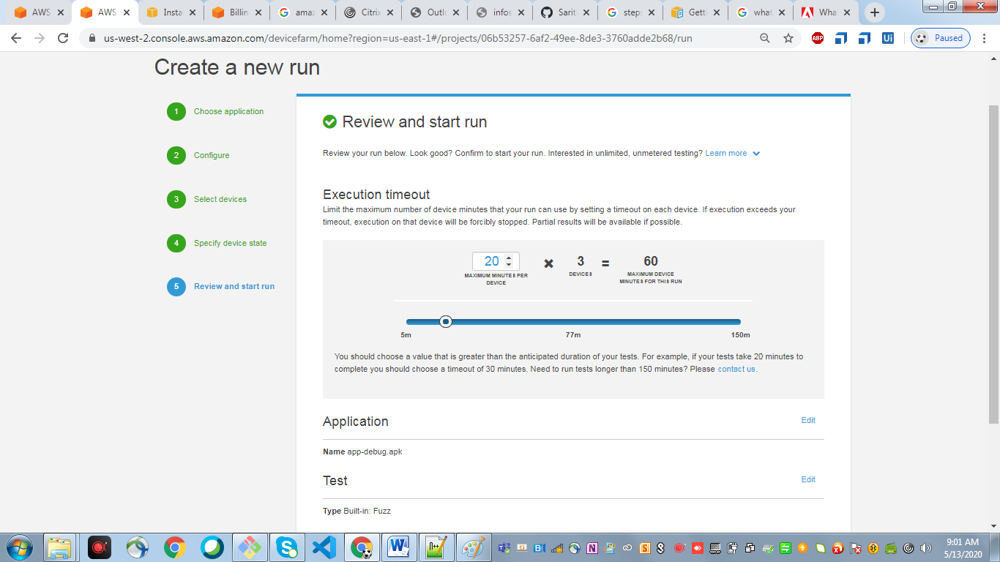 AWS
AWS
Insta
Billin
amaz
Citrix
Outlo
infos
Sarit
step
Gett
what
Wha
us-west-2.console.aws.amazon.com/devicefarm/home?region=us-east-1#/projects/06b53257-6af2-49ee-8de3-3760adde2b68/run
ABP
Ui
Paused
Create a new run
1 Choose application
2 Configure
3 Select devices
4 Specify device state
5 Review and start run
Review and start run
Review your run below. Look good? Confirm to start your run. Interested in unlimited, unmetered testing? Learn more
Execution timeout
Limit the maximum number of device minutes that your run can use by setting a timeout on each device. If execution exceeds your
timeout, execution on that device will be forcibly stopped. Partial results will be available if possible.
20 × 3 = 60
MAXIMUM MINUTES PER
DEVICE
DEVICES
MAXIMUM DEVICE
MINUTES FOR THIS RUN
5m 77m 150m
You should choose a value that is greater than the anticipated duration of your tests. For example, if your tests take 20 minutes to
complete you should choose a timeout of 30 minutes. Need to run tests longer than 150 minutes? Please contact us.
Application Edit
Name app-debug.apk
Test Edit
Type Built-in: Fuzz
9:01 AM
5/13/2020